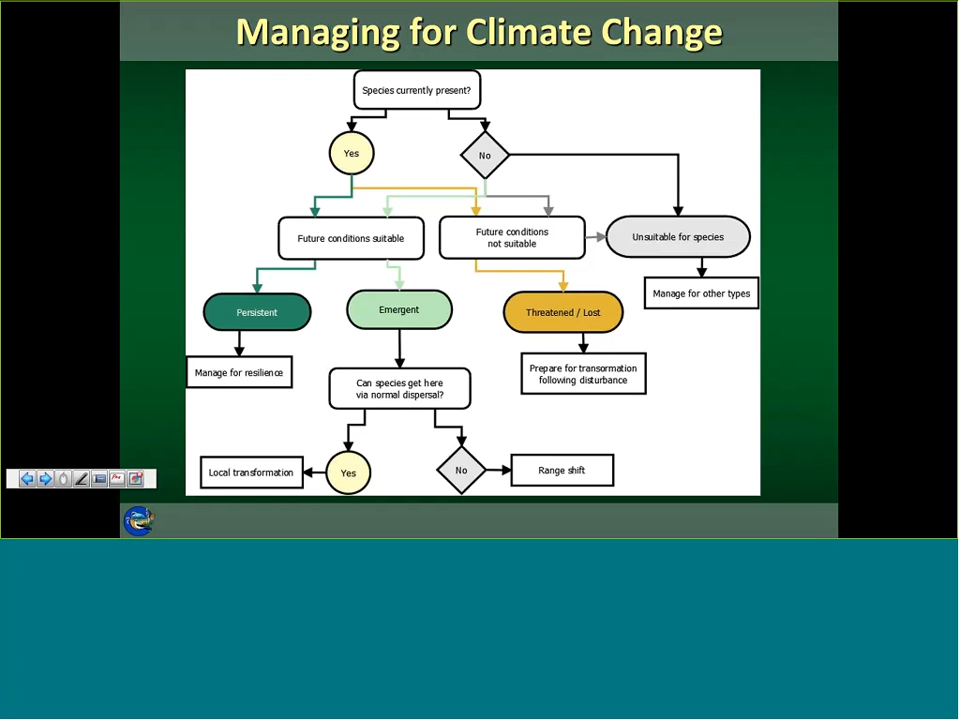 Managing for Climate Change
Species currently present?
Yes
No
Future conditions suitable
Future conditions
not suitable
Unsuitable for species
Manage for other types
Persistent
Emergent
Threatened / Lost
Manage for resilience
Can species get here
via normal dispersal?
Prepare for transormation
following disturbance
Local transformation
Yes
No
Range shift